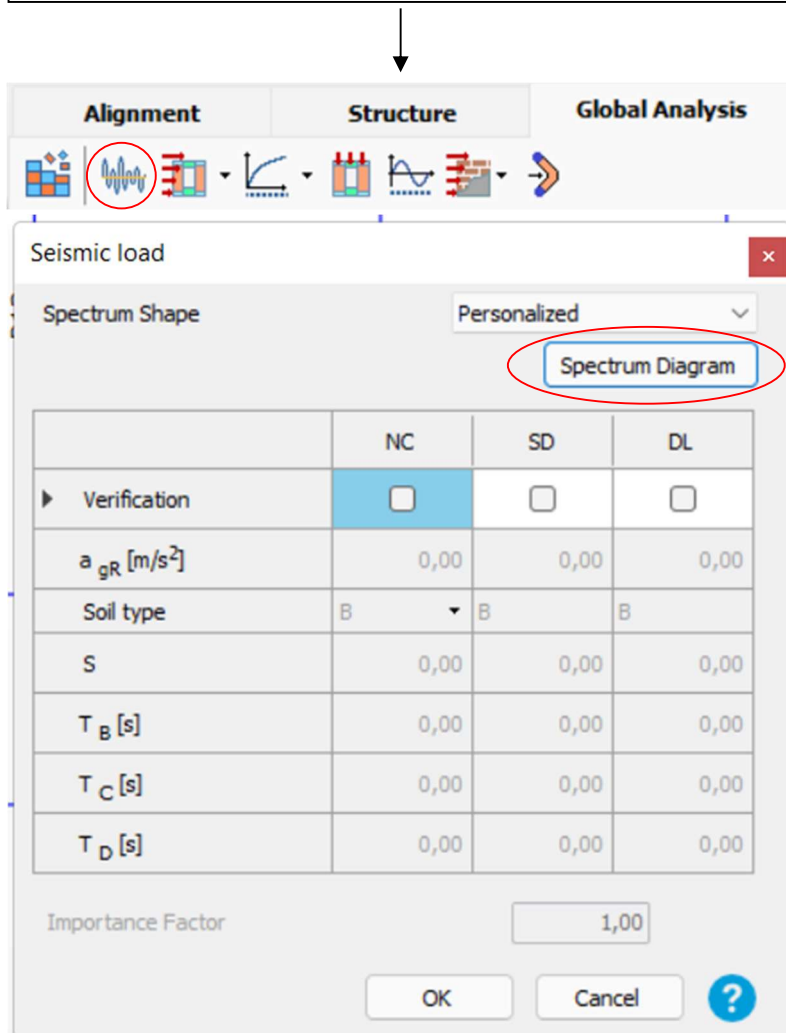 Alignment Structure Global Analysis
Seismic load
Spectrum Shape Personalized
Spectrum Diagram
NC SD DL
Verification
a gR [m/s²] 0,00 0,00 0,00
Soil type B B B
S 0,00 0,00 0,00
T B [s] 0,00 0,00 0,00
T C [s] 0,00 0,00 0,00
T D [s] 0,00 0,00 0,00
Importance Factor 1,00
OK Cancel ?